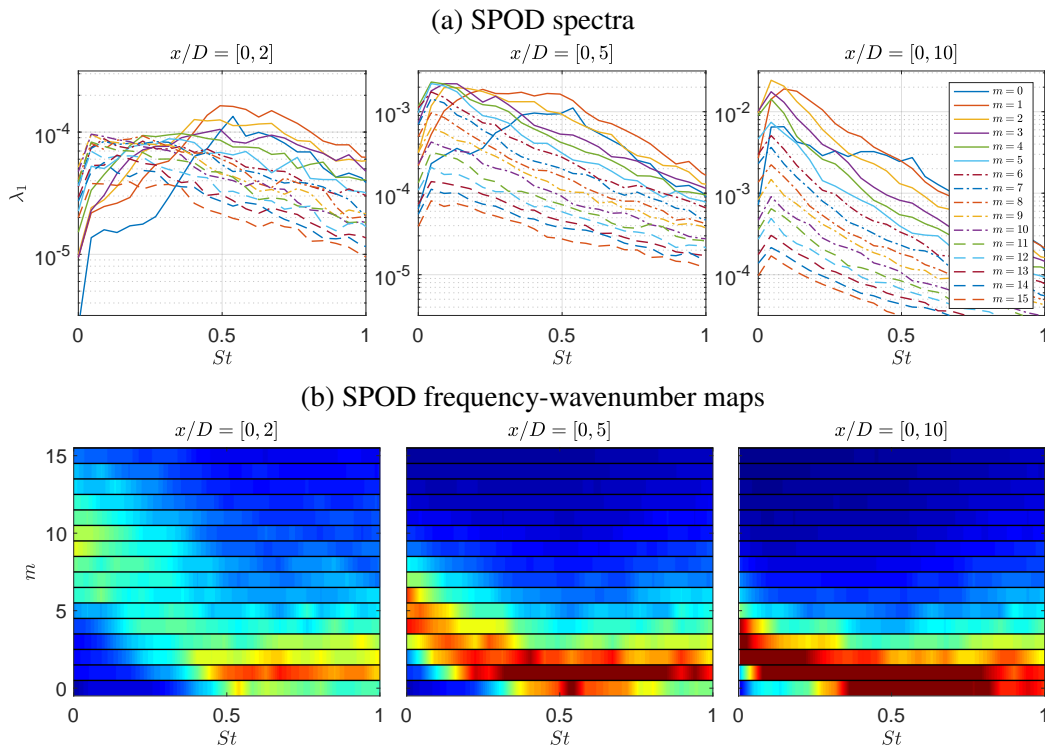 (a) SPOD spectra
x/D = [0, 2]
x/D = [0, 5]
x/D = [0, 10]
λ₁
10⁻⁴
10⁻⁵
0 0.5 1
St
10⁻³
10⁻⁴
10⁻⁵
0 0.5 1
St
10⁻²
10⁻³
10⁻⁴
0 0.5 1
St
m = 0
m = 1
m = 2
m = 3
m = 4
m = 5
m = 6
m = 7
m = 8
m = 9
m = 10
m = 11
m = 12
m = 13
m = 14
m = 15
(b) SPOD frequency-wavenumber maps
x/D = [0, 2]
x/D = [0, 5]
x/D = [0, 10]
m
15
10
5
0
0 0.5 1
St
0 0.5 1
St
0 0.5 1
St